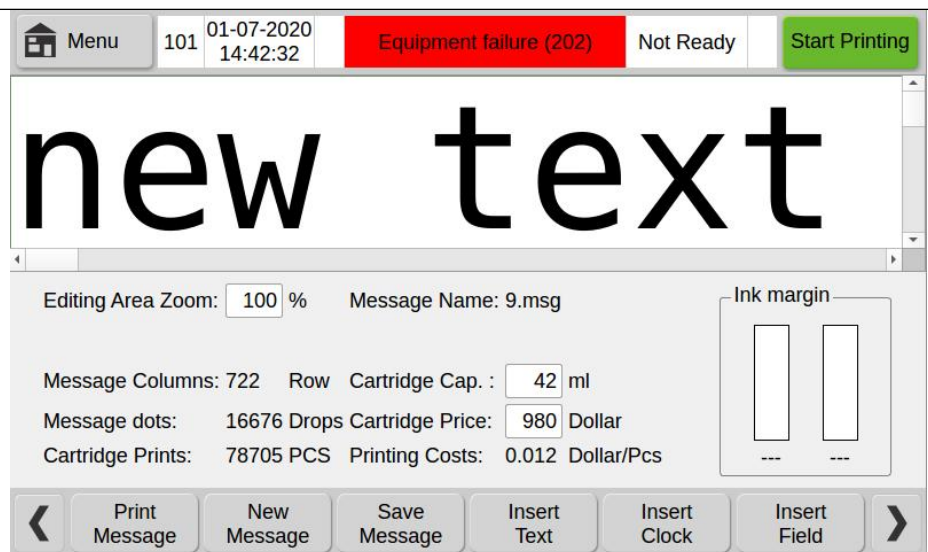 Menu 101 01-07-2020 14:42:32 Equipment failure (202) Not Ready Start Printing
new text
Editing Area Zoom: 100 % Message Name: 9.msg
Ink margin
Message Columns: 722 Row Cartridge Cap. : 42 ml
Message dots: 16676 Drops Cartridge Price: 980 Dollar
Cartridge Prints: 78705 PCS Printing Costs: 0.012 Dollar/Pcs
--- ---
Print Message
New Message
Save Message
Insert Text
Insert Clock
Insert Field